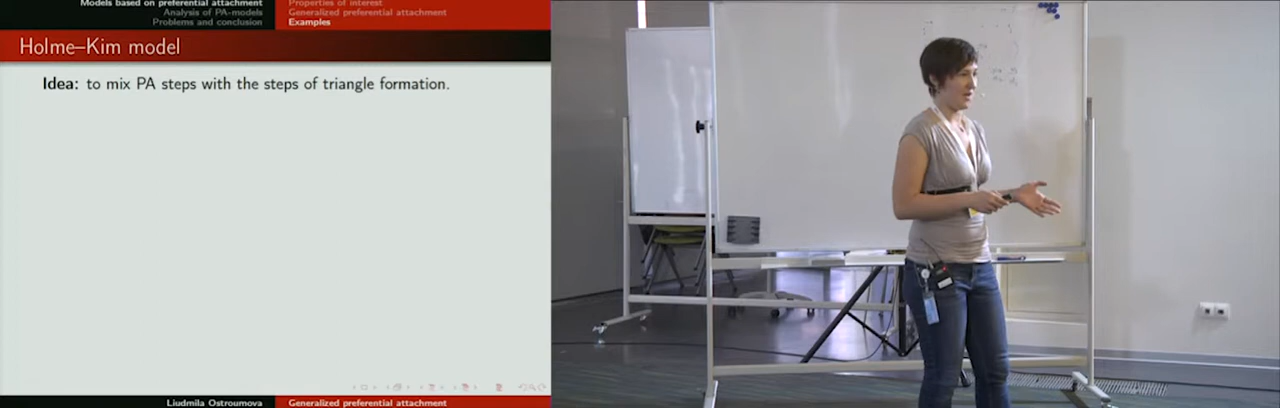 Models based on preferential attachment
Analysis of PA-models
Problems and conclusion
Properties of interest
Generalized preferential attachment
Examples
Holme–Kim model
Idea: to mix PA steps with the steps of triangle formation.
Liudmila Ostroumova
Generalized preferential attachment